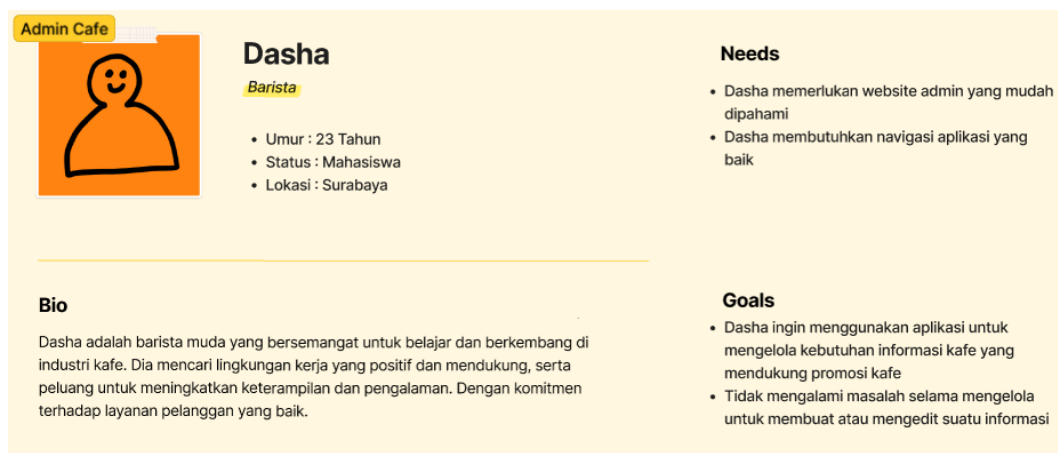 Admin Cafe
Dasha
Barista
• Umur : 23 Tahun
• Status : Mahasiswa
• Lokasi : Surabaya
Needs
• Dasha memerlukan website admin yang mudah
dipahami
• Dasha membutuhkan navigasi aplikasi yang
baik
Bio
Dasha adalah barista muda yang bersemangat untuk belajar dan berkembang di
industri kafe. Dia mencari lingkungan kerja yang positif dan mendukung, serta
peluang untuk meningkatkan keterampilan dan pengalaman. Dengan komitmen
terhadap layanan pelanggan yang baik.
Goals
• Dasha ingin menggunakan aplikasi untuk
mengelola kebutuhan informasi kafe yang
mendukung promosi kafe
• Tidak mengalami masalah selama mengelola
untuk membuat atau mengedit suatu informasi